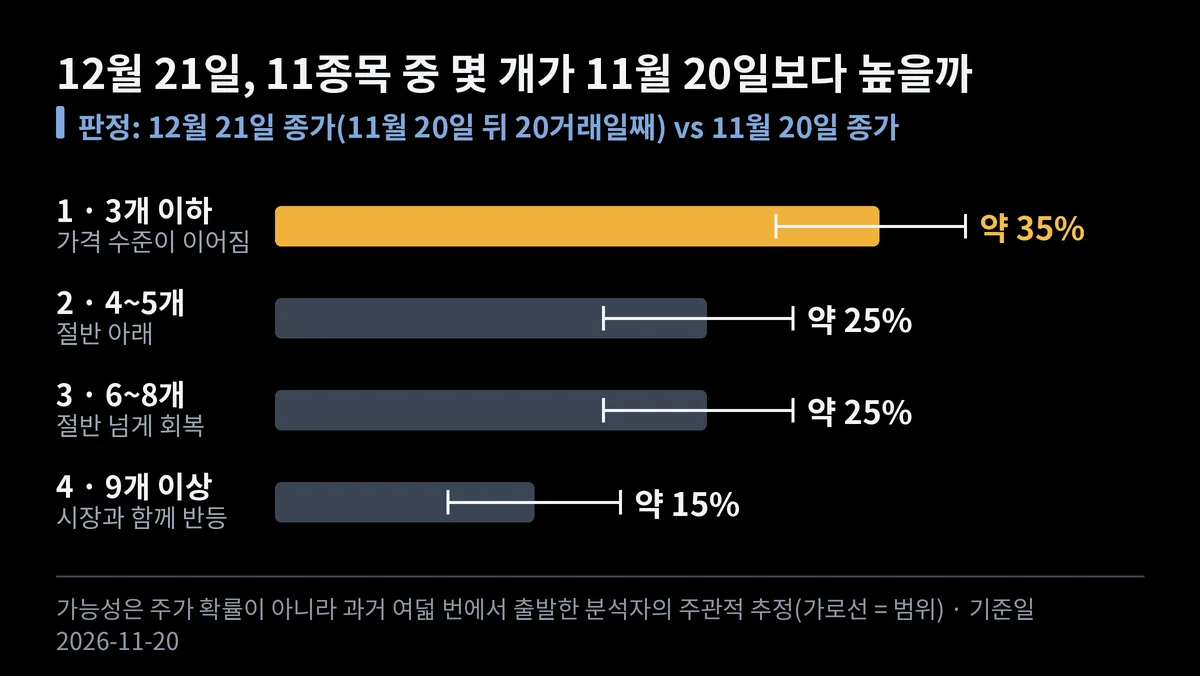 12월 21일, 11종목 중 몇 개가 11월 20일보다 높을까
판정: 12월 21일 종가(11월 20일 뒤 20거래일째) vs 11월 20일 종가
1 · 3개 이하
가격 수준이 이어짐
약 35%
2 · 4~5개
절반 아래
약 25%
3 · 6~8개
절반 넘게 회복
약 25%
4 · 9개 이상
시장과 함께 반등
약 15%
가능성은 주가 확률이 아니라 과거 여덟 번에서 출발한 분석자의 주관적 추정(가로선 = 범위) · 기준일
2026-11-20